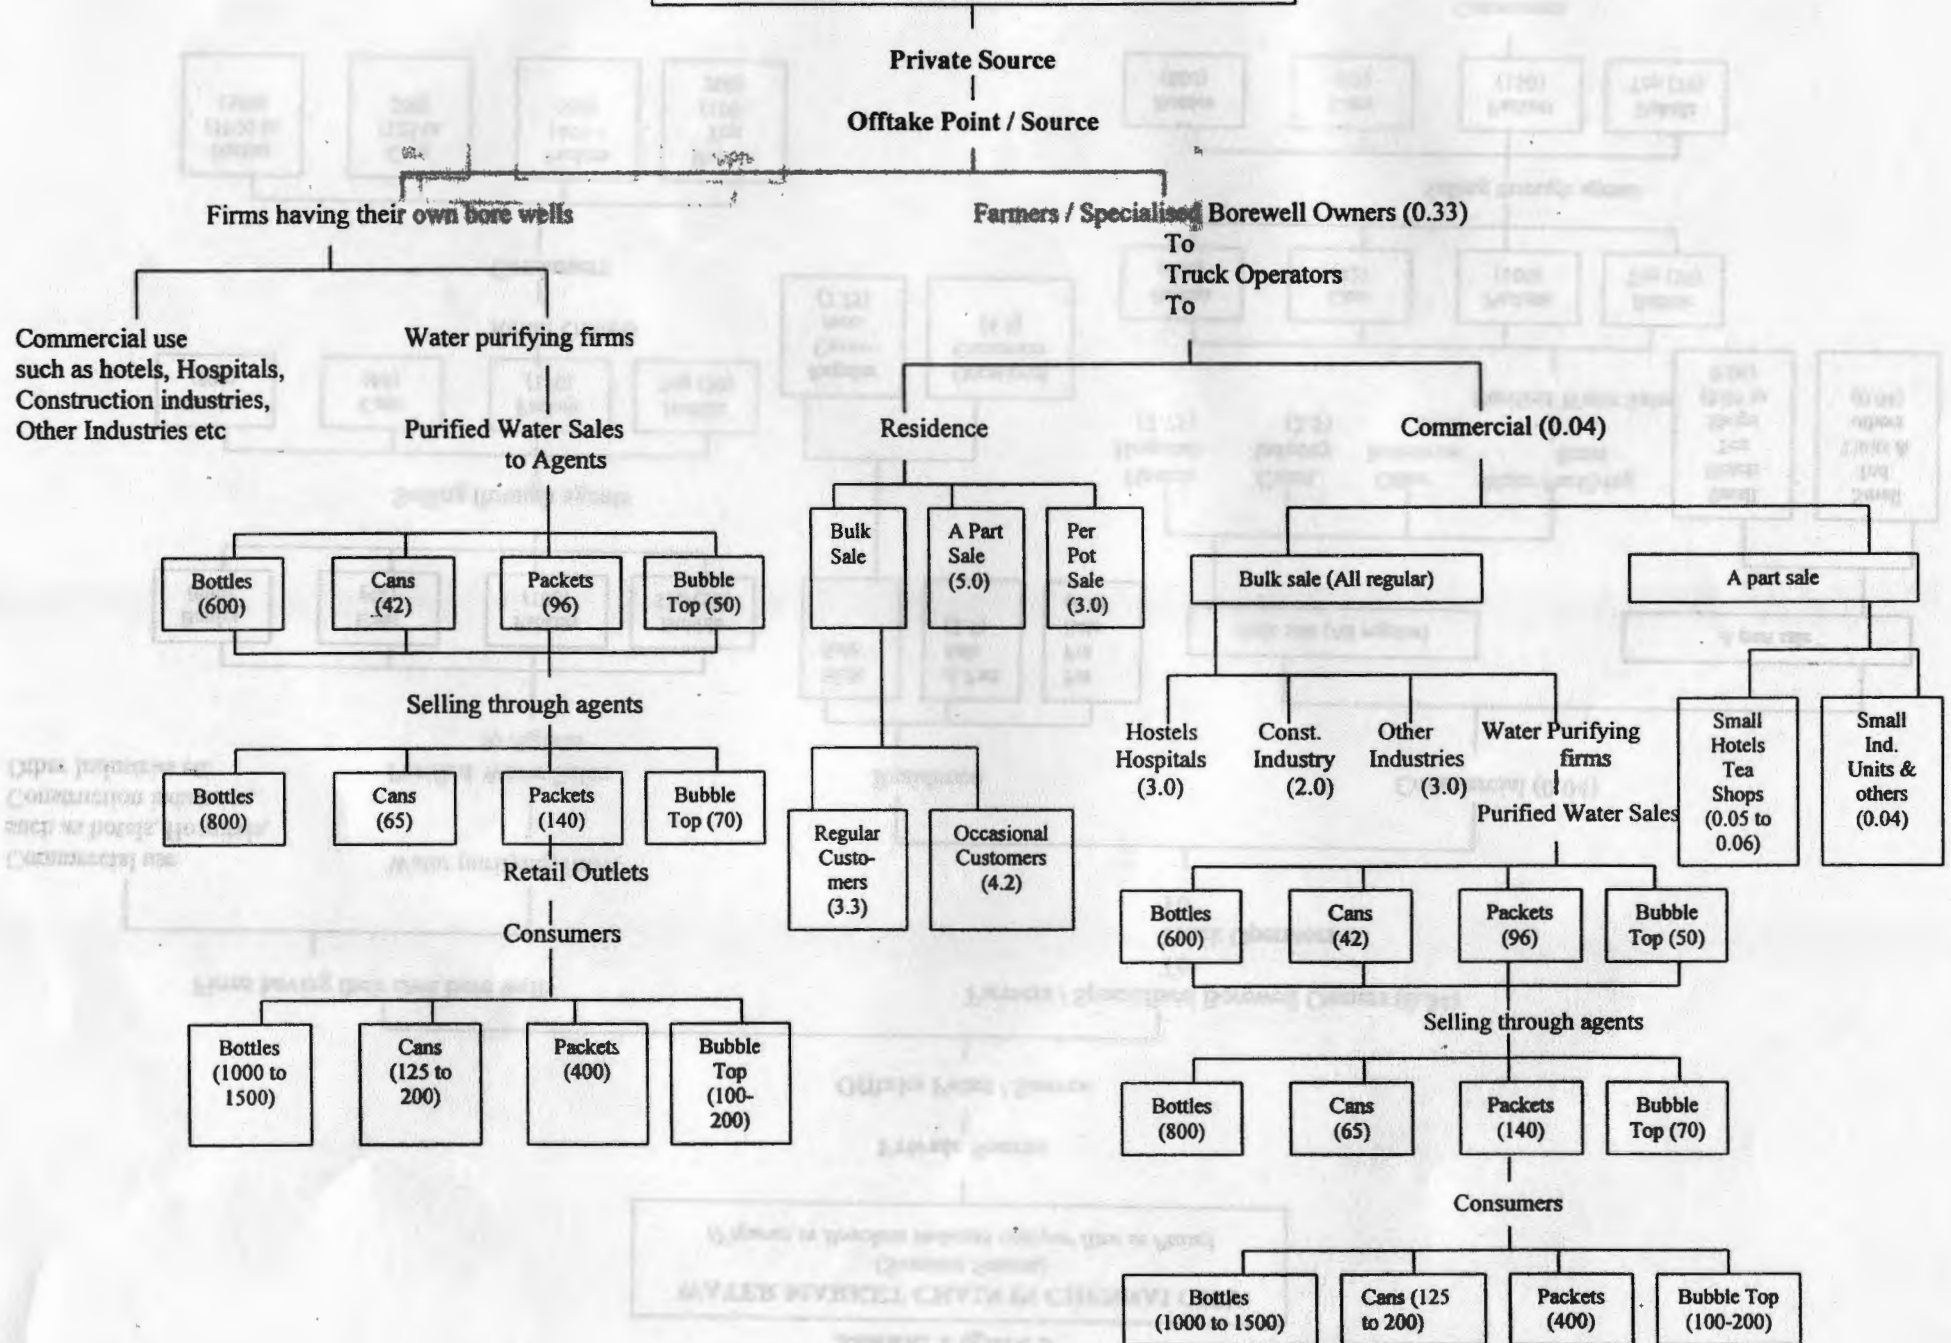 Private Source
Offtake Point / Source
Firms having their own bore wells
Farmers / Specialised Borewell Owners (0.33)
To
Truck Operators
To
Commercial use
such as hotels, Hospitals,
Construction industries,
Other Industries etc
Water purifying firms
Purified Water Sales
to Agents
Bottles
(600)
Cans
(42)
Packets
(96)
Bubble
Top (50)
Selling through agents
Bottles
(800)
Cans
(65)
Packets
(140)
Bubble
Top (70)
Retail Outlets
Consumers
Bottles
(1000 to
1500)
Cans
(125 to
200)
Packets
(400)
Bubble
Top
(100-
200)
Residence
Bulk
Sale
A Part
Sale
(5.0)
Per
Pot
Sale
(3.0)
Regular
Custo-
mers
(3.3)
Occasional
Customers
(4.2)
Commercial (0.04)
Bulk sale (All regular)
A part sale
Hostels
Hospitals
(3.0)
Const.
Industry
(2.0)
Other
Industries
(3.0)
Water Purifying
firms
Purified Water Sales
Small
Hotels
Tea
Shops
(0.05 to
0.06)
Small
Ind.
Units &
others
(0.04)
Bottles
(600)
Cans
(42)
Packets
(96)
Bubble
Top (50)
Selling through agents
Bottles
(800)
Cans
(65)
Packets
(140)
Bubble
Top (70)
Consumers
Bottles
(1000 to 1500)
Cans (125
to 200)
Packets
(400)
Bubble Top
(100-200)